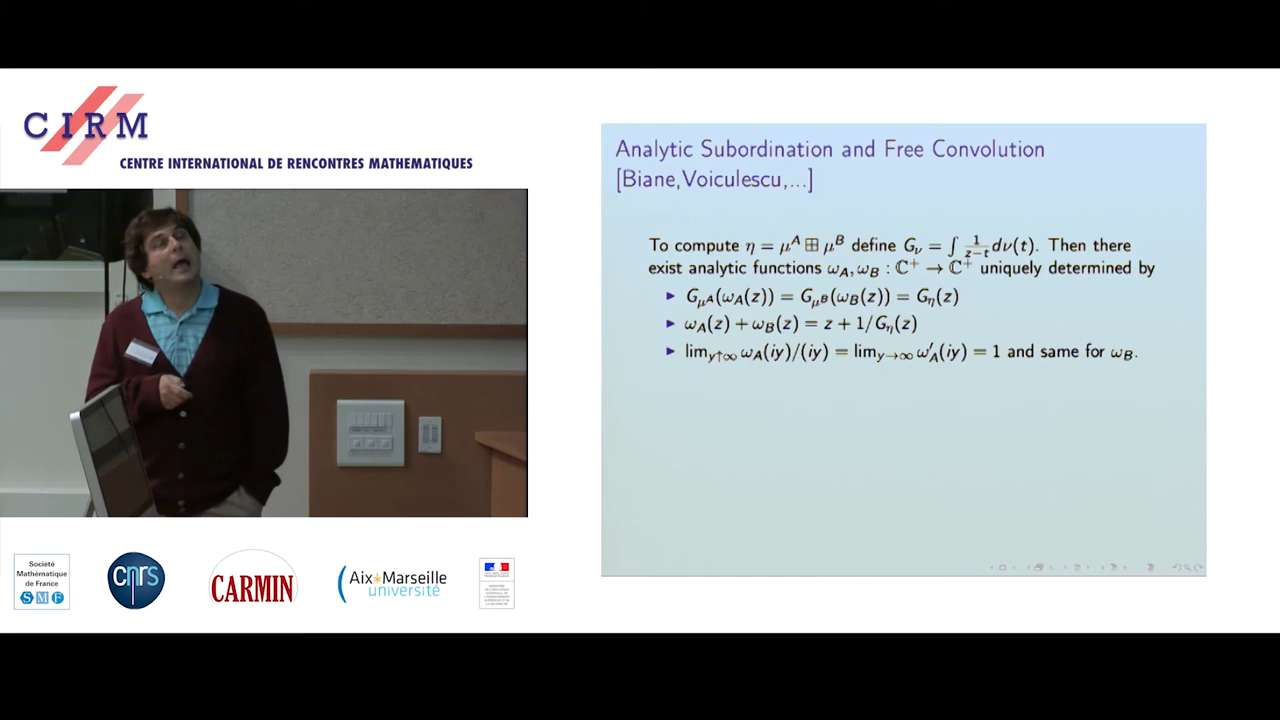 CIRM
CENTRE INTERNATIONAL DE RENCONTRES MATHEMATIQUES
Analytic Subordination and Free Convolution
[Biane,Voiculescu,...]
To compute η = μ^A ⊞ μ^B define G_ν = ∫ 1/(z−t) dν(t). Then there
exist analytic functions ω_A, ω_B : ℂ⁺ → ℂ⁺ uniquely determined by
▶ G_{μ^A}(ω_A(z)) = G_{μ^B}(ω_B(z)) = G_η(z)
▶ ω_A(z) + ω_B(z) = z + 1/G_η(z)
▶ lim_{y↑∞} ω_A(iy)/(iy) = lim_{y→∞} ω′_A(iy) = 1 and same for ω_B.
Société
Mathématique
de France
SMF
cnrs
CARMIN
Aix*Marseille
université